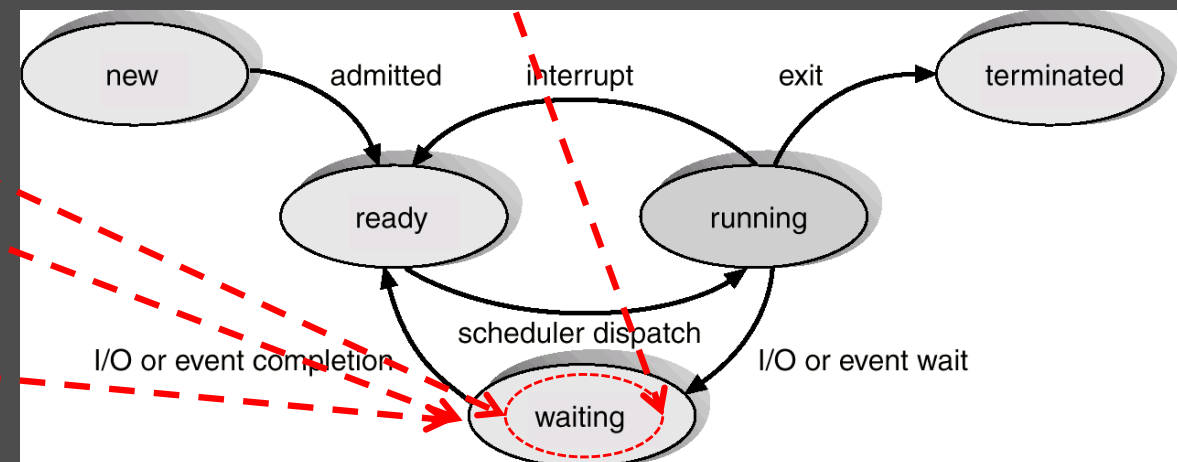 new
admitted
interrupt
exit
terminated
ready
running
scheduler dispatch
I/O or event completion
I/O or event wait
waiting